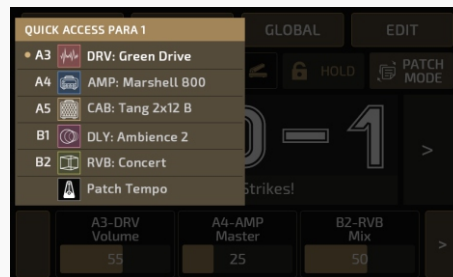 QUICK ACCESS PARA 1
GLOBAL
EDIT
A3 DRV: Green Drive
A4 AMP: Marshell 800
HOLD
PATCH MODE
A5 CAB: Tang 2x12 B
B1 DLY: Ambience 2
B2 RVB: Concert
0-1
>
Patch Tempo
Strikes!
A3-DRV
Volume
55
A4-AMP
Master
25
B2-RVB
Mix
50
>